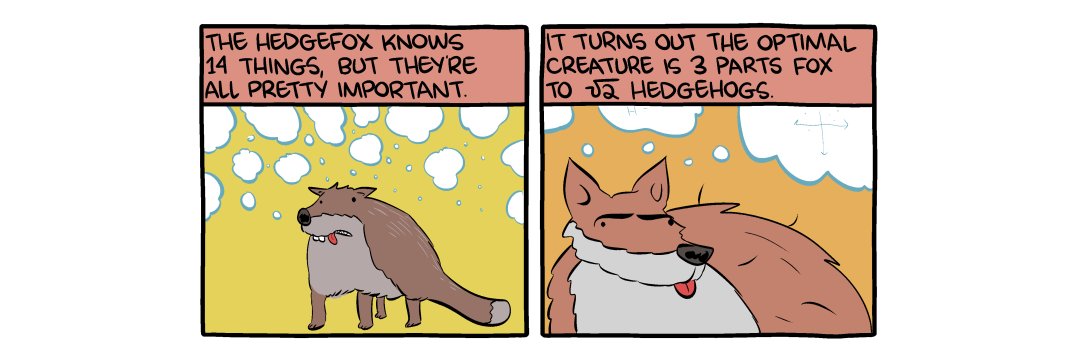 THE HEDGEFOX KNOWS
14 THINGS, BUT THEY'RE
ALL PRETTY IMPORTANT.
IT TURNS OUT THE OPTIMAL
CREATURE IS 3 PARTS FOX
TO √2 HEDGEHOGS.